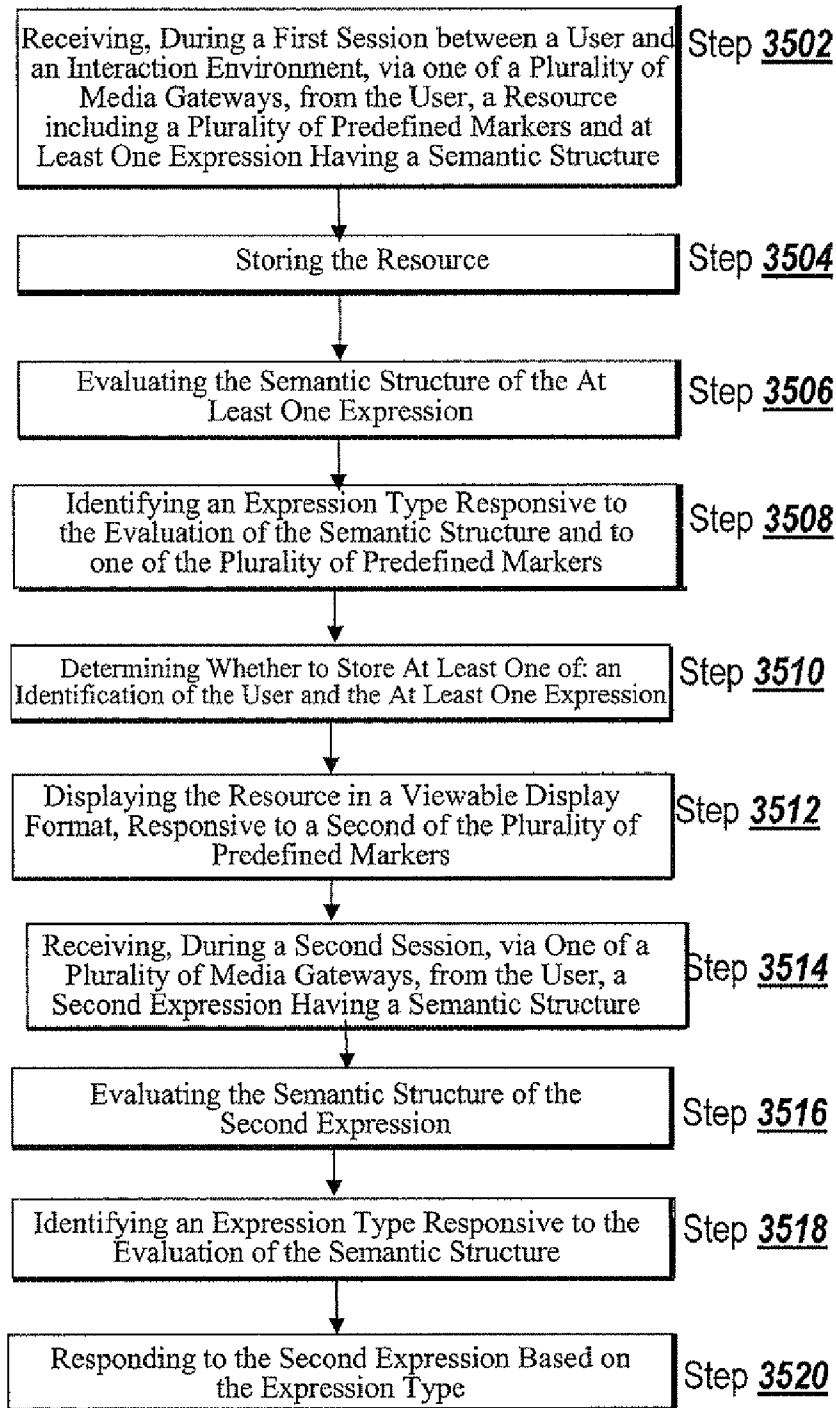 Receiving, During a First Session between a User and
an Interaction Environment, via one of a Plurality of
Media Gateways, from the User, a Resource
including a Plurality of Predefined Markers and at
Least One Expression Having a Semantic Structure
Step 3502
Storing the Resource
Step 3504
Evaluating the Semantic Structure of the At
Least One Expression
Step 3506
Identifying an Expression Type Responsive to
the Evaluation of the Semantic Structure and to
one of the Plurality of Predefined Markers
Step 3508
Determining Whether to Store At Least One of: an
Identification of the User and the At Least One Expression
Step 3510
Displaying the Resource in a Viewable Display
Format, Responsive to a Second of the Plurality of
Predefined Markers
Step 3512
Receiving, During a Second Session, via One of a
Plurality of Media Gateways, from the User, a
Second Expression Having a Semantic Structure
Step 3514
Evaluating the Semantic Structure of the
Second Expression
Step 3516
Identifying an Expression Type Responsive to the
Evaluation of the Semantic Structure
Step 3518
Responding to the Second Expression Based on
the Expression Type
Step 3520